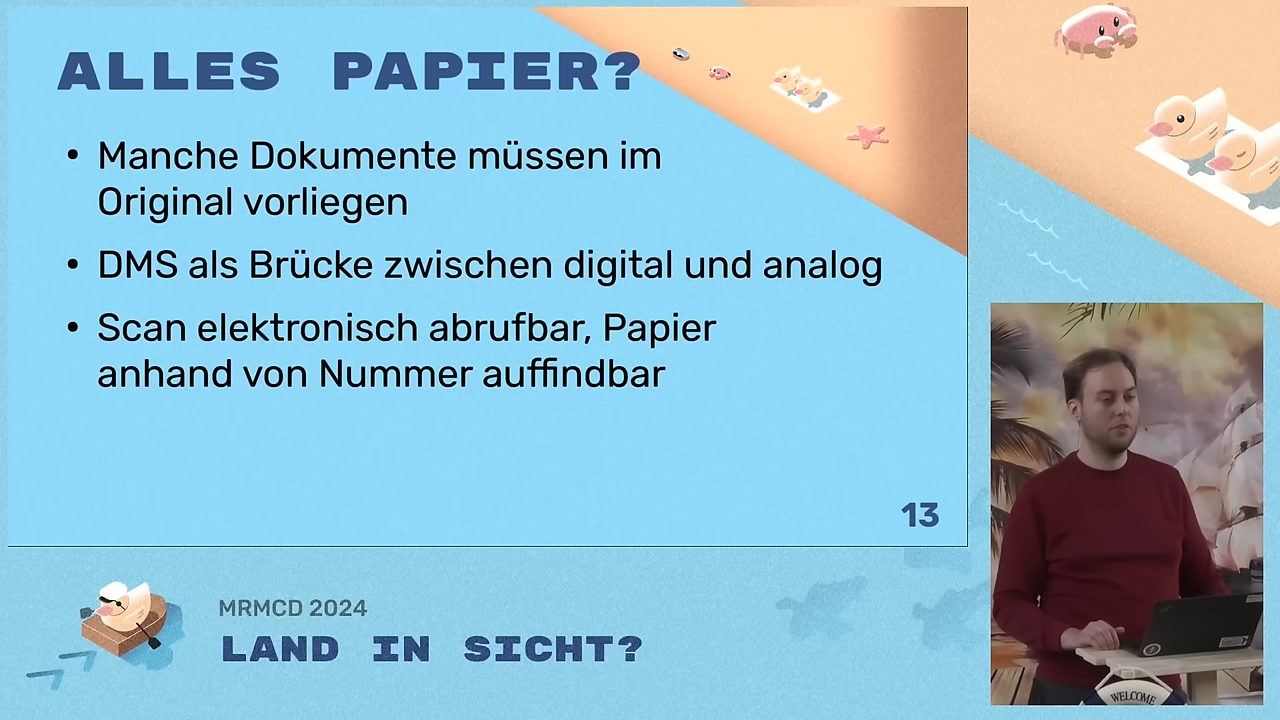 ALLES PAPIER?
• Manche Dokumente müssen im
Original vorliegen
• DMS als Brücke zwischen digital und analog
• Scan elektronisch abrufbar, Papier
anhand von Nummer auffindbar
13
MRMCD 2024
LAND IN SICHT?
WELCOME